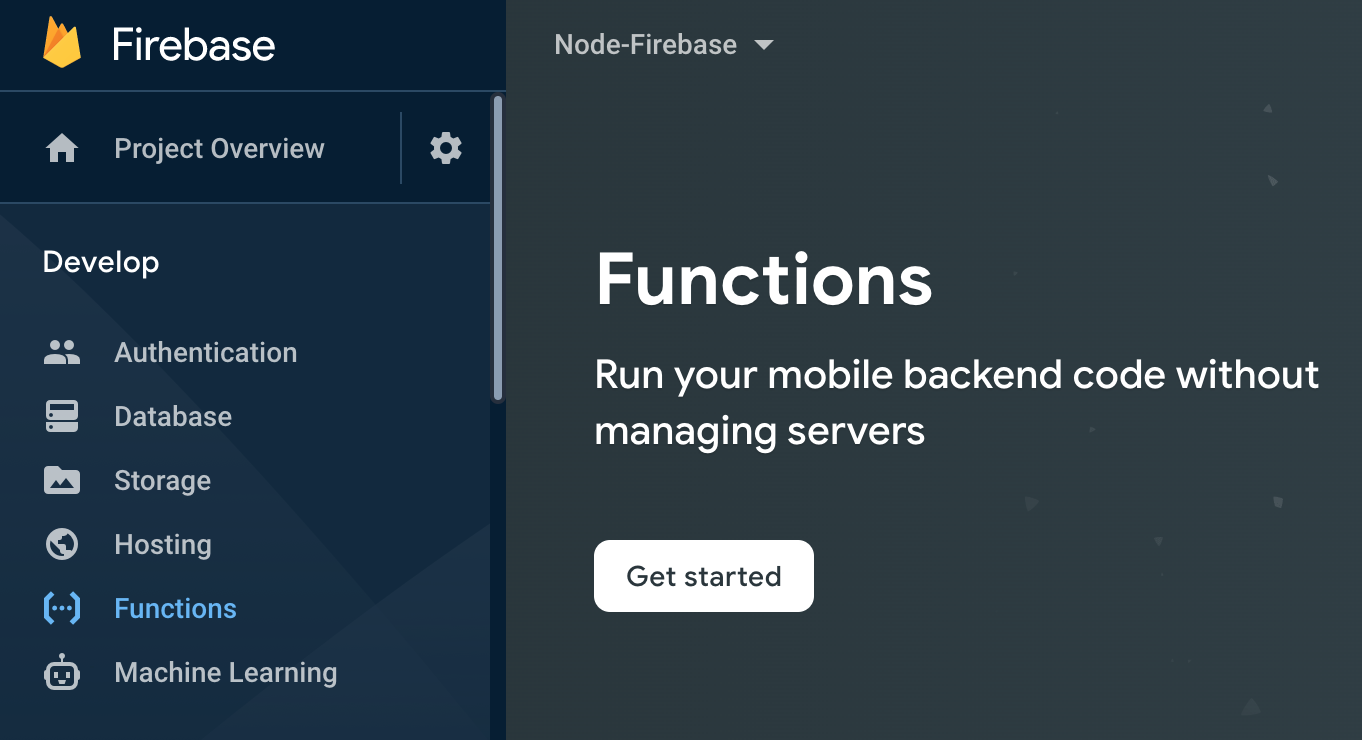 Firebase
Project Overview
Develop
Authentication
Database
Storage
Hosting
Functions
Machine Learning
Node-Firebase
Functions
Run your mobile backend code without
managing servers
Get started